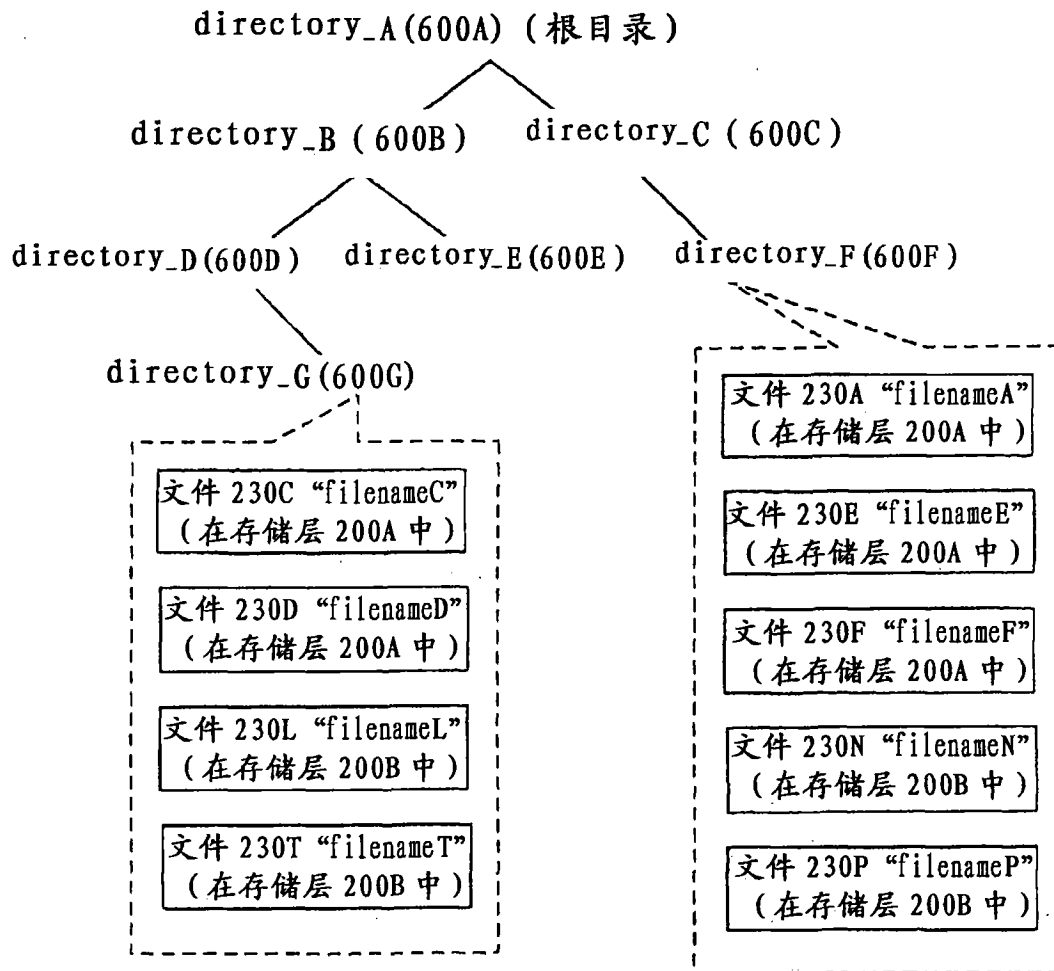 directory_A(600A) (根目录)
directory_B (600B)
directory_C (600C)
directory_D(600D)
directory_E(600E)
directory_F(600F)
directory_G(600G)
文件 230C “filenameC”
(在存储层 200A 中)
文件 230D “filenameD”
(在存储层 200A 中)
文件 230L “filenameL”
(在存储层 200B 中)
文件 230T “filenameT”
(在存储层 200B 中)
文件 230A “filenameA”
(在存储层 200A 中)
文件 230E “filenameE”
(在存储层 200A 中)
文件 230F “filenameF”
(在存储层 200A 中)
文件 230N “filenameN”
(在存储层 200B 中)
文件 230P “filenameP”
(在存储层 200B 中)